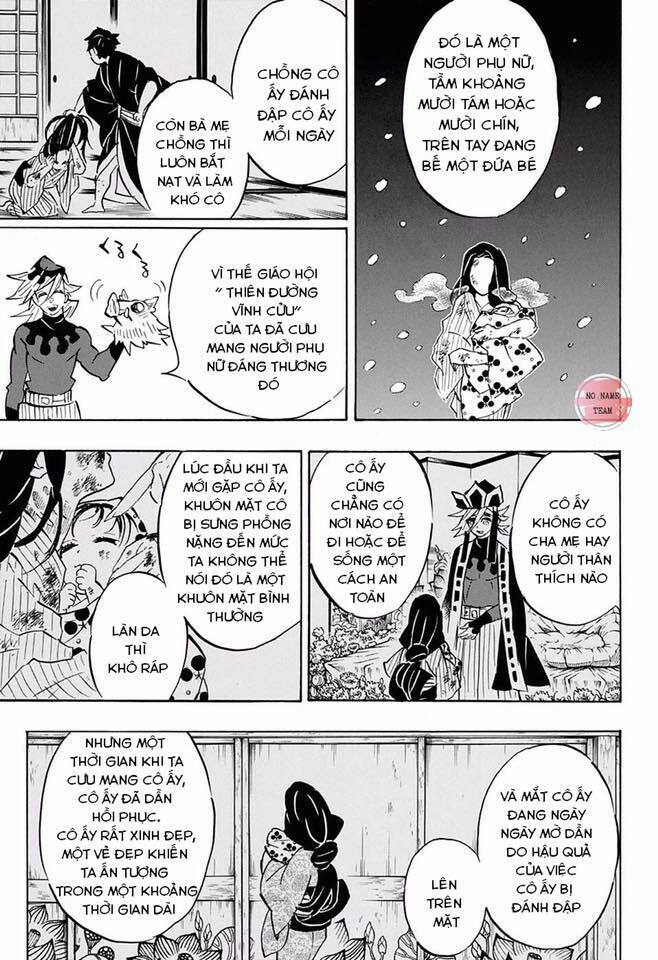 ĐÓ LÀ MỘT
NGƯỜI PHỤ NỮ,
TẦM KHOẢNG
MƯỜI TÁM HOẶC
MƯỜI CHÍN,
TRÊN TAY ĐANG
BẾ MỘT ĐỨA BÉ
CHỒNG CÔ
ẤY ĐÁNH
ĐẬP CÔ ẤY
MỖI NGÀY
CÒN BÀ MẸ
CHỒNG THÌ
LUÔN BẮT
NẠT VÀ LÀM
KHÓ CÔ
VÌ THẾ GIÁO HỘI
" THIÊN ĐƯỜNG
VĨNH CỬU"
CỦA TA ĐÃ CƯU
MANG NGƯỜI PHỤ
NỮ ĐÁNG THƯƠNG
ĐÓ
NO NAME
TEAM
CÔ ẤY
KHÔNG CÓ
CHA MẸ HAY
NGƯỜI THÂN
THÍCH NÀO
CÔ ẤY
CŨNG
CHẲNG CÓ
NƠI NÀO ĐỂ
ĐI HOẶC ĐỂ
SỐNG MỘT
CÁCH AN
TOÀN
LÚC ĐẦU KHI TA
MỚI GẶP CÔ ẤY,
KHUÔN MẶT CÔ
BỊ SƯNG PHỒNG
NẶNG ĐẾN MỨC
TA KHÔNG THỂ
NÓI ĐÓ LÀ MỘT
KHUÔN MẶT BÌNH
THƯỜNG
LÀN DA
THÌ
KHÔ RÁP
VÀ MẮT CÔ ẤY
ĐANG NGÀY
NGÀY MỜ DẦN
DO HẬU QUẢ
CỦA VIỆC
CÔ ẤY BỊ
ĐÁNH ĐẬP
LÊN
TRÊN
MẶT
NHƯNG MỘT
THỜI GIAN KHI TA
CƯU MANG CÔ ẤY,
CÔ ẤY ĐÃ DẦN
HỒI PHỤC.
CÔ ẤY RẤT XINH ĐẸP,
MỘT VẺ ĐẸP KHIẾN
TA ẤN TƯỢNG
TRONG MỘT KHOẢNG
THỜI GIAN DÀI